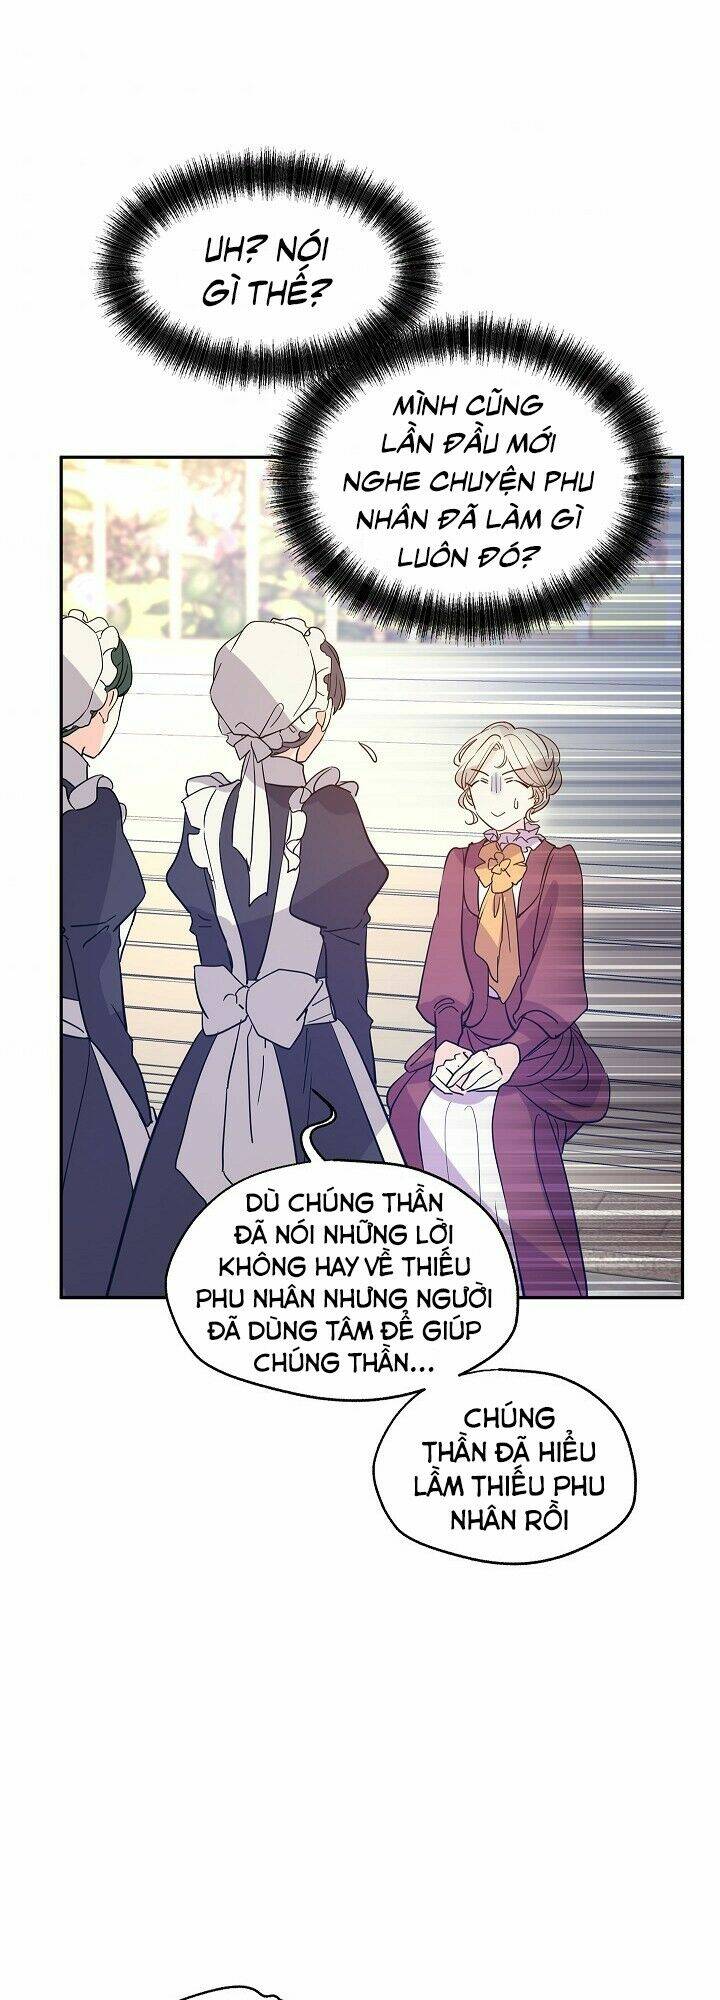 UH? NÓI
GÌ THẾ?
MÌNH CŨNG
LẦN ĐẦU MỚI
NGHE CHUYỆN PHU
NHÂN ĐÃ LÀM GÌ
LUÔN ĐÓ?
DÙ CHÚNG THẦN
ĐÃ NÓI NHỮNG LỜI
KHÔNG HAY VỀ THIẾU
PHU NHÂN NHƯNG NGƯỜI
ĐÃ DÙNG TÂM ĐỂ GIÚP
CHÚNG THẦN...
CHÚNG
THẦN ĐÃ HIỂU
LẦM THIẾU PHU
NHÂN RỒI